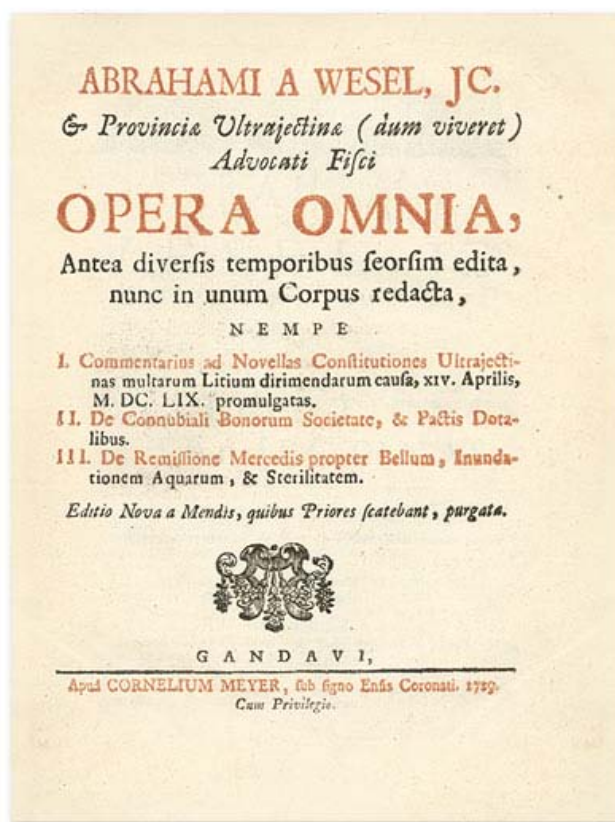 ABRAHAMI A WESEL, JC.
& Provinciæ Ultrajectinæ (dum viveret)
Advocati Fiſci
OPERA OMNIA,
Antea diverſis temporibus ſeorſim edita,
nunc in unum Corpus redacta,
NEMPE
I. Commentarius ad Novellas Conſtitutiones Ultrajecti-
nas multarum Litium dirimendarum cauſa, XIV. Aprilis,
M. DC. LIX. promulgatas.
II. De Connubiali Bonorum Societate, & Pactis Dota-
libus.
III. De Remiſſione Mercedis propter Bellum, Inunda-
tionem Aquarum, & Sterilitatem.
Editio Nova a Mendis, quibus Priores ſcatebant, purgata.
GANDAVI,
Apud CORNELIUM MEYER, ſub ſigno Enſis Coronati. 1729.
Cum Privilegio.